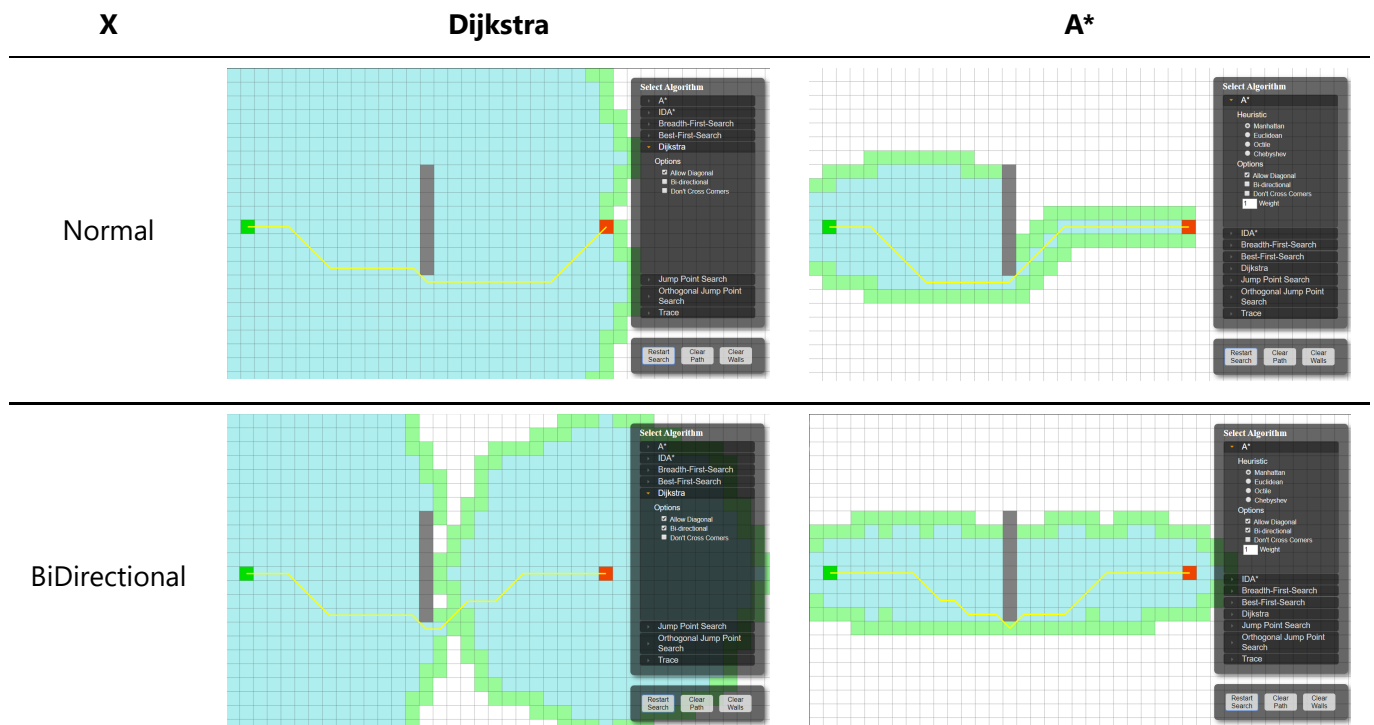 X
Dijkstra
A*
Normal
Select Algorithm
A*
IDA*
Breadth-First-Search
Best-First-Search
Dijkstra
Options
Allow Diagonal
Bi-directional
Don't Cross Corners
Jump Point Search
Orthogonal Jump Point
Search
Trace
Restart
Search
Clear
Path
Clear
Walls
Select Algorithm
A*
Heuristic
Manhattan
Euclidean
Octile
Chebyshev
Options
Allow Diagonal
Bi-directional
Don't Cross Corners
1 Weight
IDA*
Breadth-First-Search
Best-First-Search
Dijkstra
Jump Point Search
Orthogonal Jump Point
Search
Trace
Restart
Search
Clear
Path
Clear
Walls
BiDirectional
Select Algorithm
A*
IDA*
Breadth-First-Search
Best-First-Search
Dijkstra
Options
Allow Diagonal
Bi-directional
Don't Cross Corners
Jump Point Search
Orthogonal Jump Point
Search
Trace
Restart
Search
Clear
Path
Clear
Walls
Select Algorithm
A*
Heuristic
Manhattan
Euclidean
Octile
Chebyshev
Options
Allow Diagonal
Bi-directional
Don't Cross Corners
1 Weight
IDA*
Breadth-First-Search
Best-First-Search
Dijkstra
Jump Point Search
Orthogonal Jump Point
Search
Trace
Restart
Search
Clear
Path
Clear
Walls